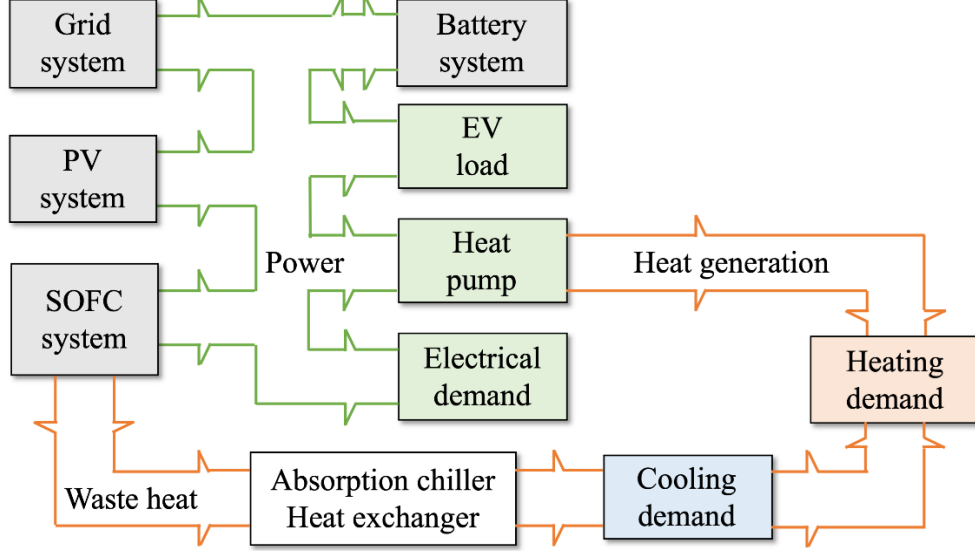 Grid
system
Battery
system
EV
load
PV
system
Heat
pump
Power
Heat generation
SOFC
system
Electrical
demand
Heating
demand
Absorption chiller
Heat exchanger
Cooling
demand
Waste heat